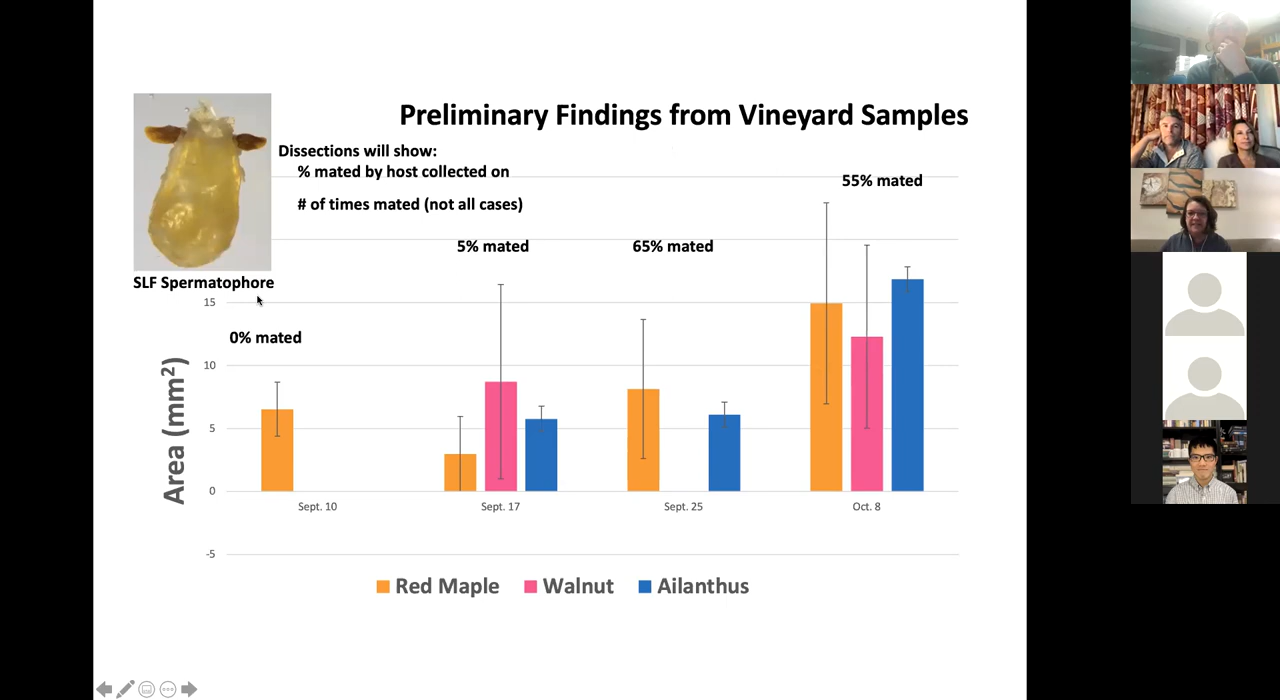 Preliminary Findings from Vineyard Samples
Dissections will show:
% mated by host collected on
# of times mated (not all cases)
SLF Spermatophore
0% mated
5% mated
65% mated
55% mated
Area (mm²)
15
10
5
0
-5
Sept. 10
Sept. 17
Sept. 25
Oct. 8
Red Maple
Walnut
Ailanthus